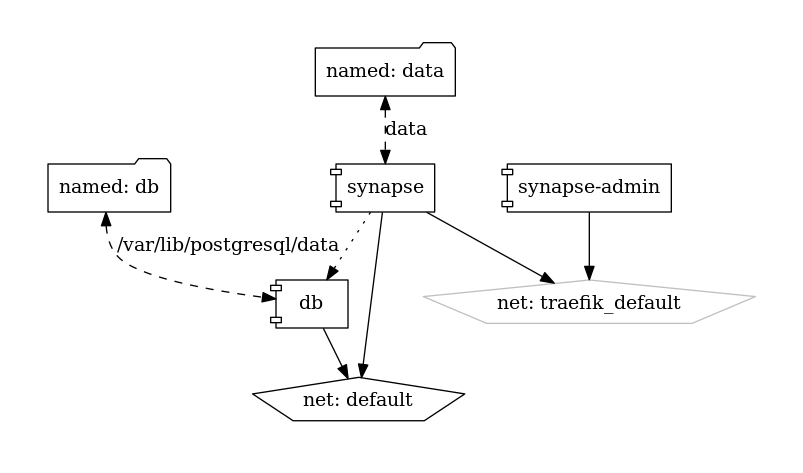 named: data
data
named: db
synapse
synapse-admin
/var/lib/postgresql/data
db
net: traefik_default
net: default